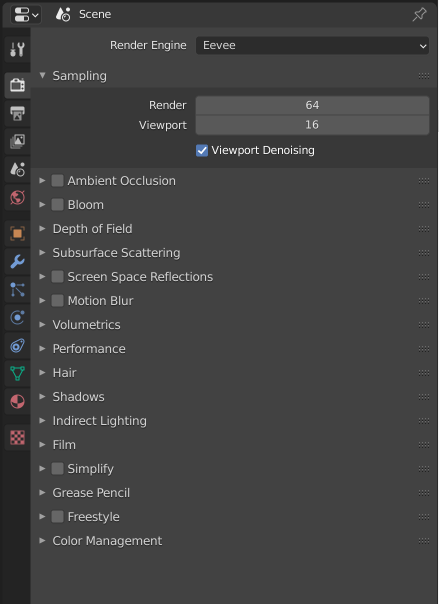 Scene
Render Engine Eevee
Sampling
Render 64
Viewport 16
Viewport Denoising
Ambient Occlusion
Bloom
Depth of Field
Subsurface Scattering
Screen Space Reflections
Motion Blur
Volumetrics
Performance
Hair
Shadows
Indirect Lighting
Film
Simplify
Grease Pencil
Freestyle
Color Management